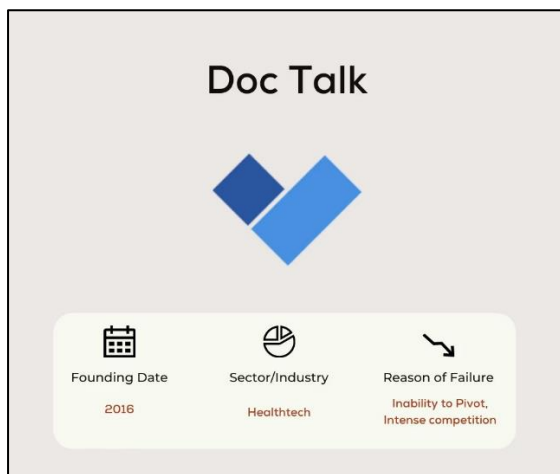 Doc Talk
Founding Date
2016
Sector/Industry
Healthtech
Reason of Failure
Inability to Pivot,
Intense competition